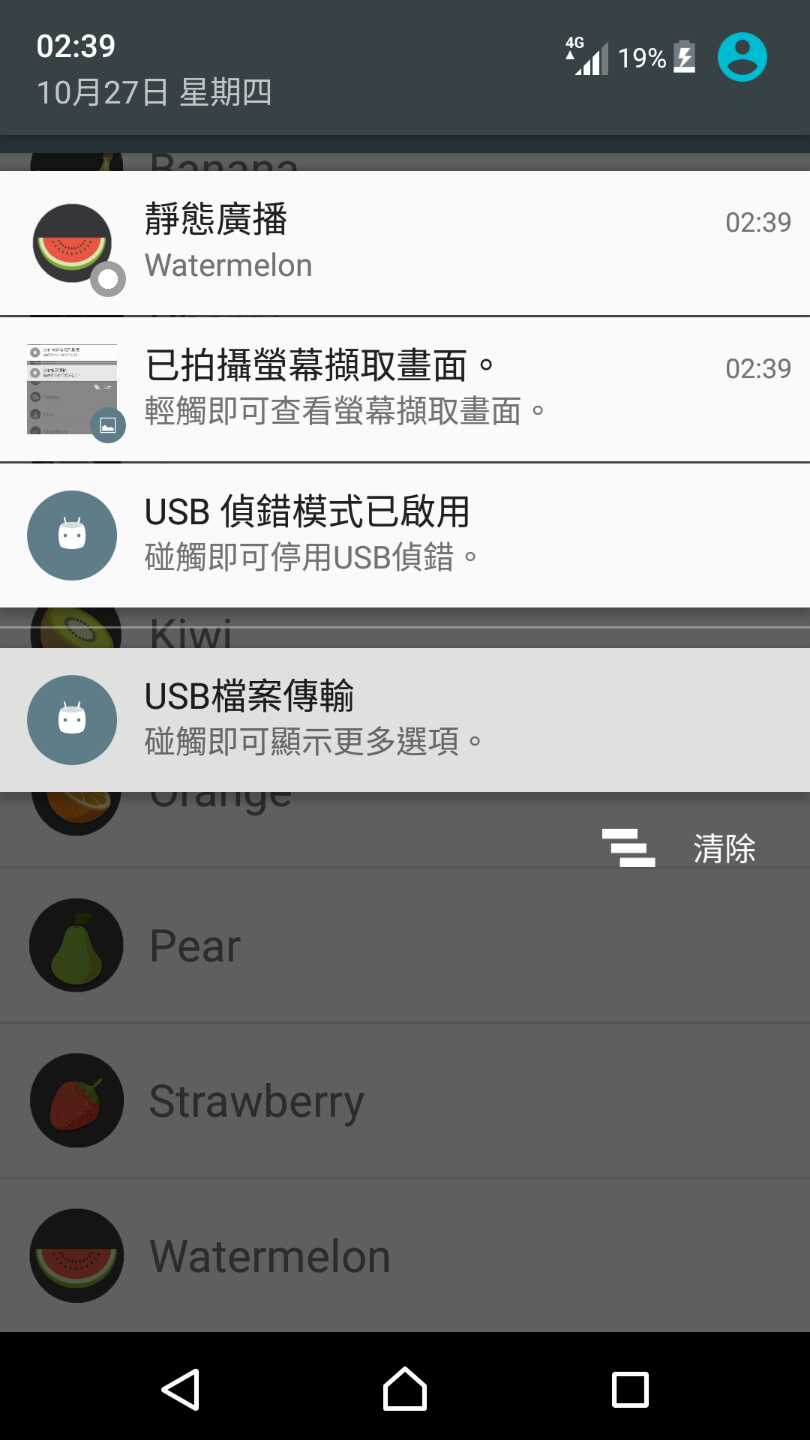 02:39
4G 19%
10月27日 星期四
Banana
靜態廣播 02:39
Watermelon
已拍攝螢幕擷取畫面。 02:39
輕觸即可查看螢幕擷取畫面。
USB 偵錯模式已啟用
碰觸即可停用USB偵錯。
Kiwi
USB檔案傳輸
碰觸即可顯示更多選項。
Orange
清除
Pear
Strawberry
Watermelon